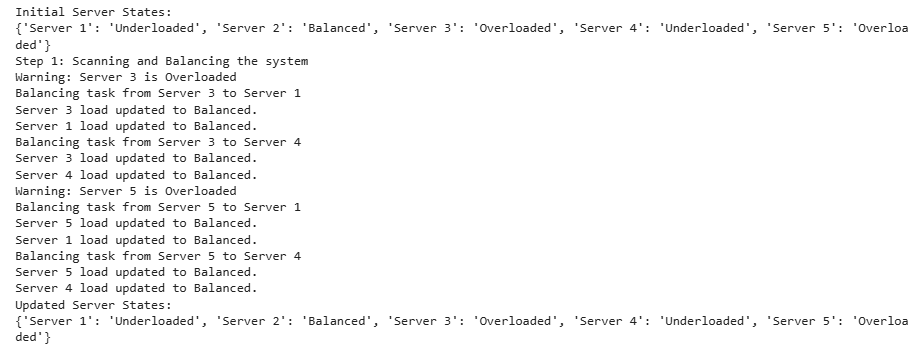 Initial Server States:
{'Server 1': 'Underloaded', 'Server 2': 'Balanced', 'Server 3': 'Overloaded', 'Server 4': 'Underloaded', 'Server 5': 'Overloa
ded'}
Step 1: Scanning and Balancing the system
Warning: Server 3 is Overloaded
Balancing task from Server 3 to Server 1
Server 3 load updated to Balanced.
Server 1 load updated to Balanced.
Balancing task from Server 3 to Server 4
Server 3 load updated to Balanced.
Server 4 load updated to Balanced.
Warning: Server 5 is Overloaded
Balancing task from Server 5 to Server 1
Server 5 load updated to Balanced.
Server 1 load updated to Balanced.
Balancing task from Server 5 to Server 4
Server 5 load updated to Balanced.
Server 4 load updated to Balanced.
Updated Server States:
{'Server 1': 'Underloaded', 'Server 2': 'Balanced', 'Server 3': 'Overloaded', 'Server 4': 'Underloaded', 'Server 5': 'Overloa
ded'}